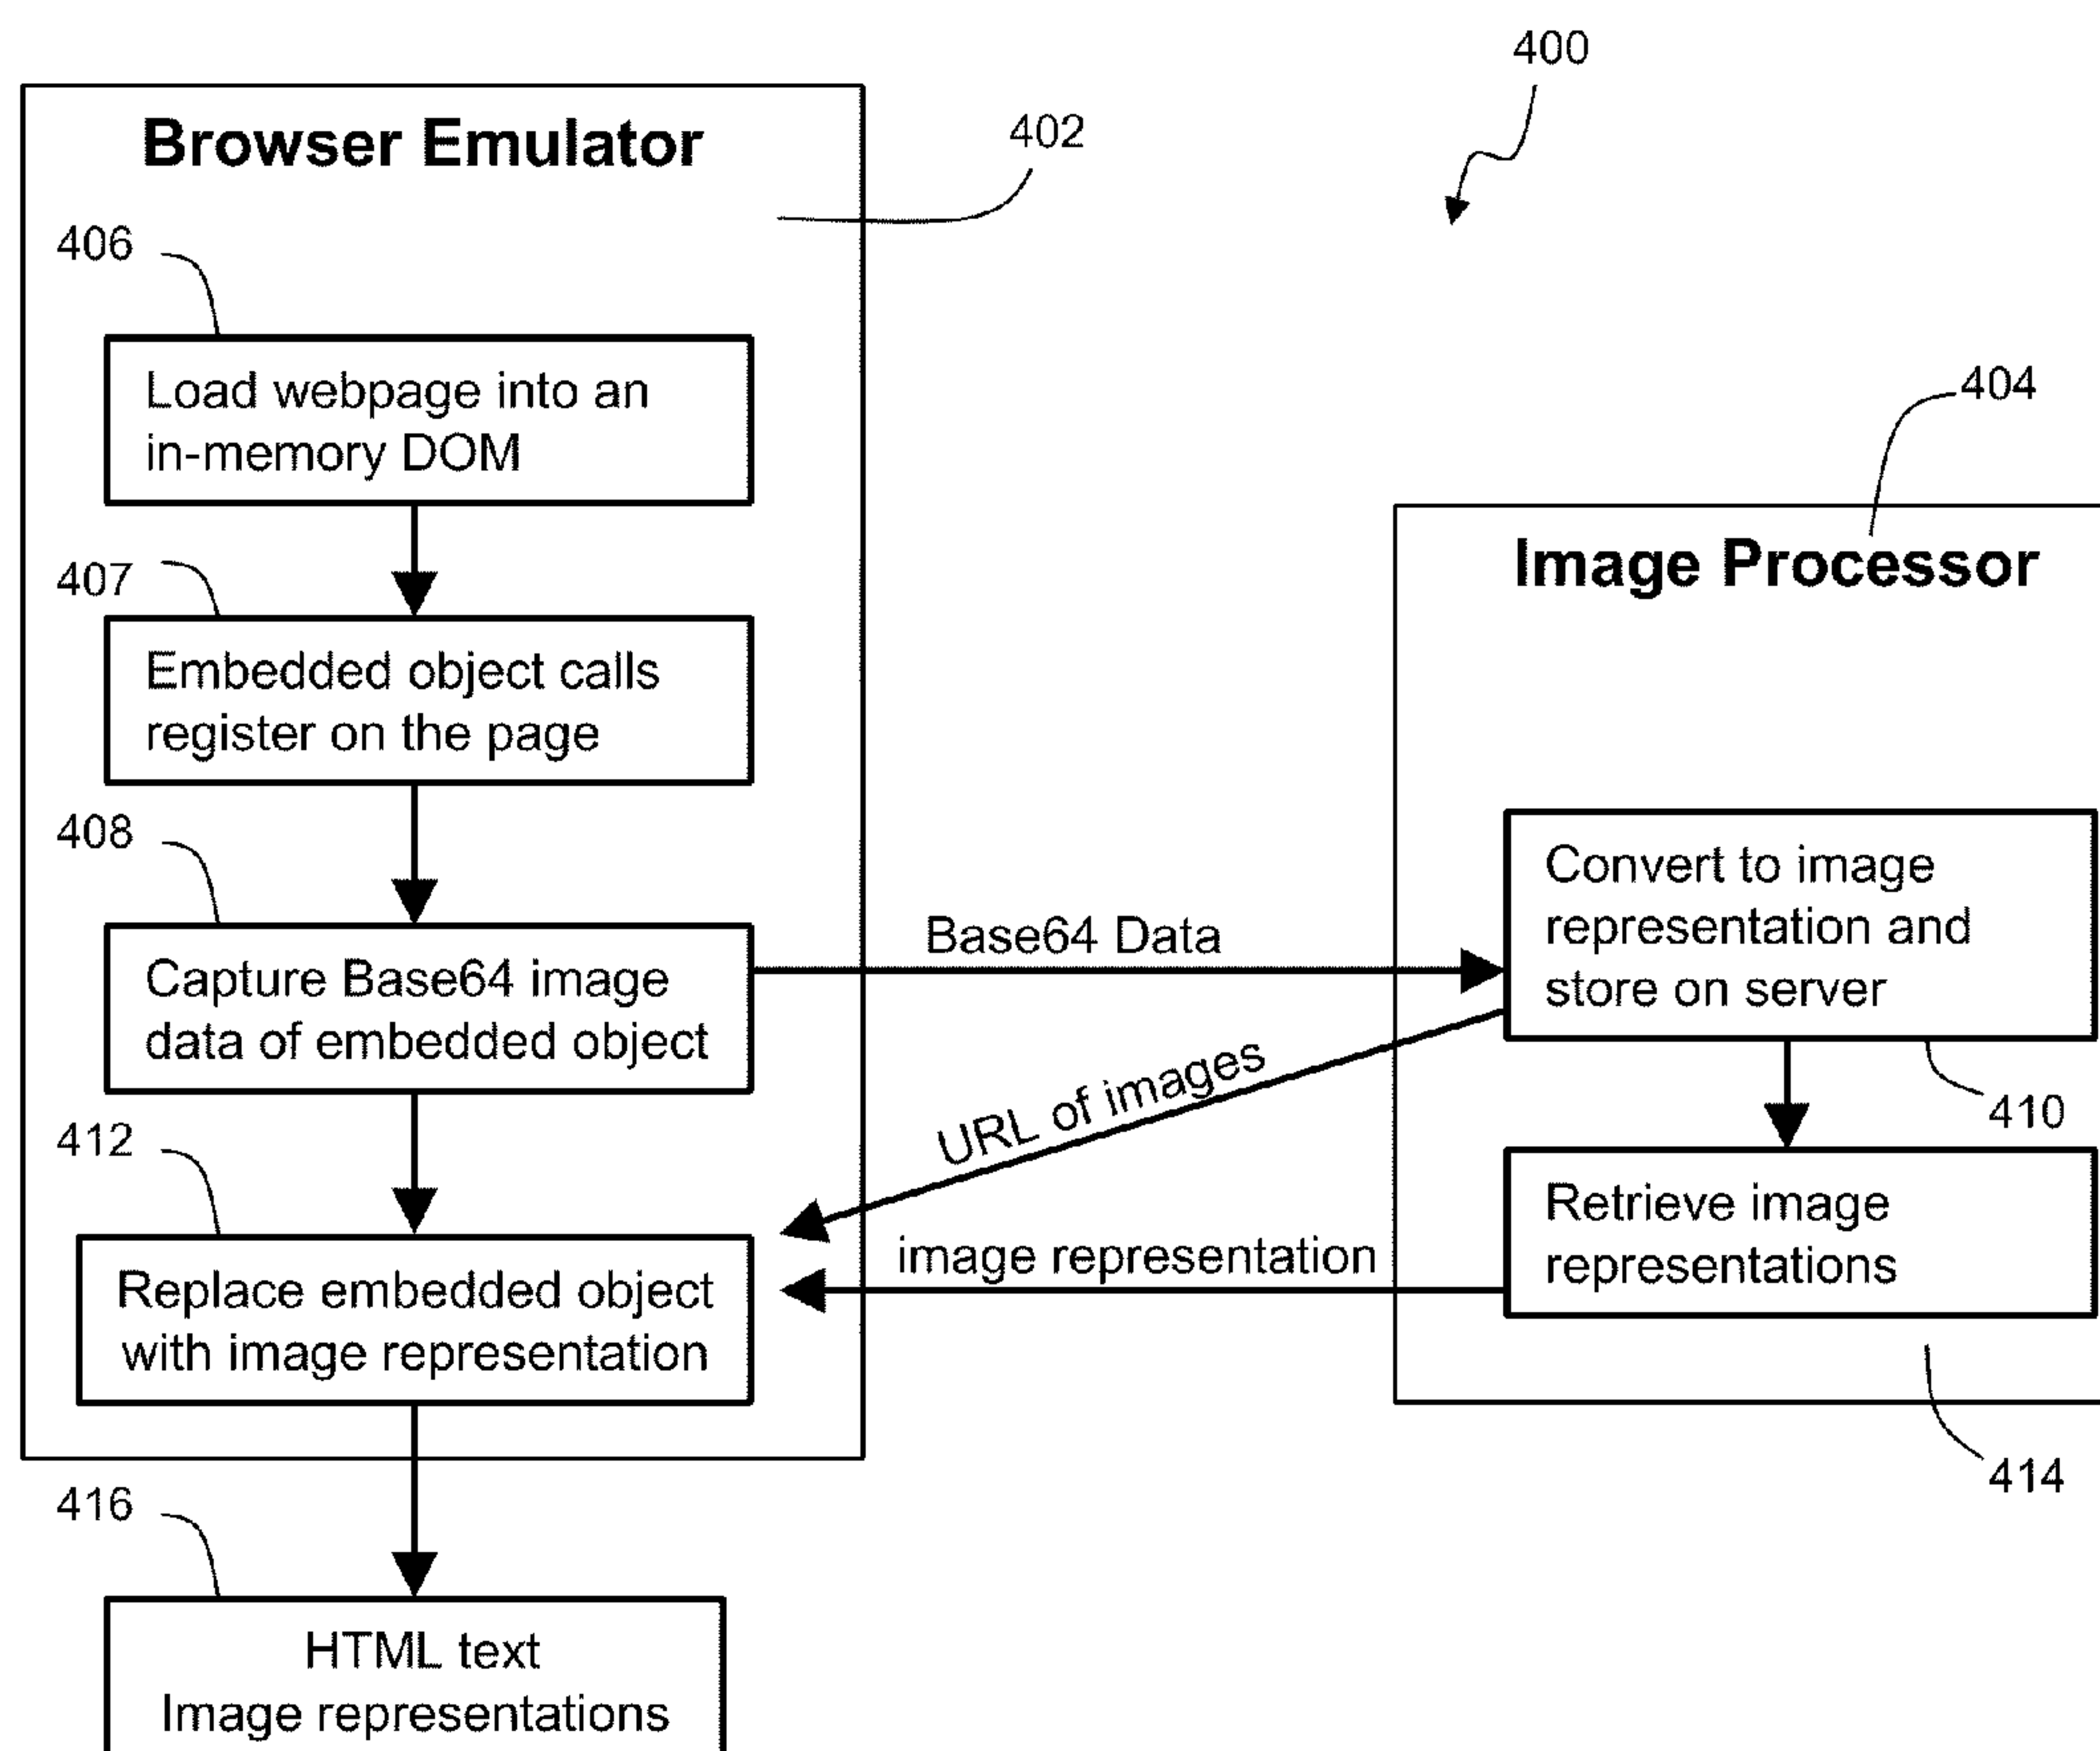 400
Browser Emulator
402
406
Load webpage into an
in-memory DOM
404
Image Processor
407
Embedded object calls
register on the page
408
Capture Base64 image
data of embedded object
Base64 Data
Convert to image
representation and
store on server
410
URL of images
412
Replace embedded object
with image representation
image representation
Retrieve image
representations
414
416
HTML text
Image representations